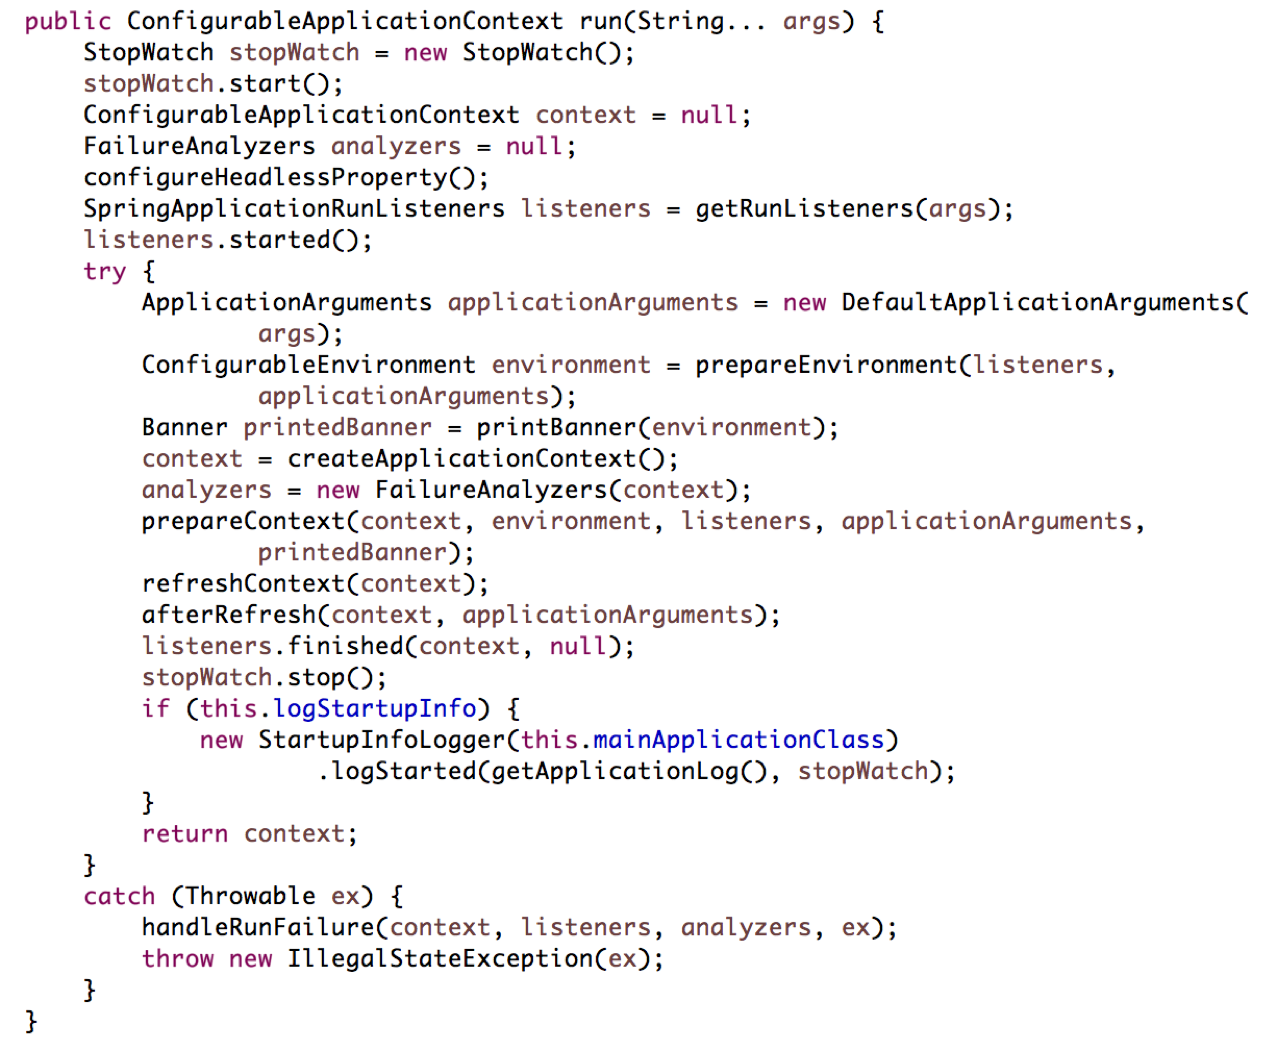 public ConfigurableApplicationContext run(String... args) {
    StopWatch stopWatch = new StopWatch();
    stopWatch.start();
    ConfigurableApplicationContext context = null;
    FailureAnalyzers analyzers = null;
    configureHeadlessProperty();
    SpringApplicationRunListeners listeners = getRunListeners(args);
    listeners.started();
    try {
        ApplicationArguments applicationArguments = new DefaultApplicationArguments(
                args);
        ConfigurableEnvironment environment = prepareEnvironment(listeners,
                applicationArguments);
        Banner printedBanner = printBanner(environment);
        context = createApplicationContext();
        analyzers = new FailureAnalyzers(context);
        prepareContext(context, environment, listeners, applicationArguments,
                printedBanner);
        refreshContext(context);
        afterRefresh(context, applicationArguments);
        listeners.finished(context, null);
        stopWatch.stop();
        if (this.logStartupInfo) {
            new StartupInfoLogger(this.mainApplicationClass)
                    .logStarted(getApplicationLog(), stopWatch);
        }
        return context;
    }
    catch (Throwable ex) {
        handleRunFailure(context, listeners, analyzers, ex);
        throw new IllegalStateException(ex);
    }
}